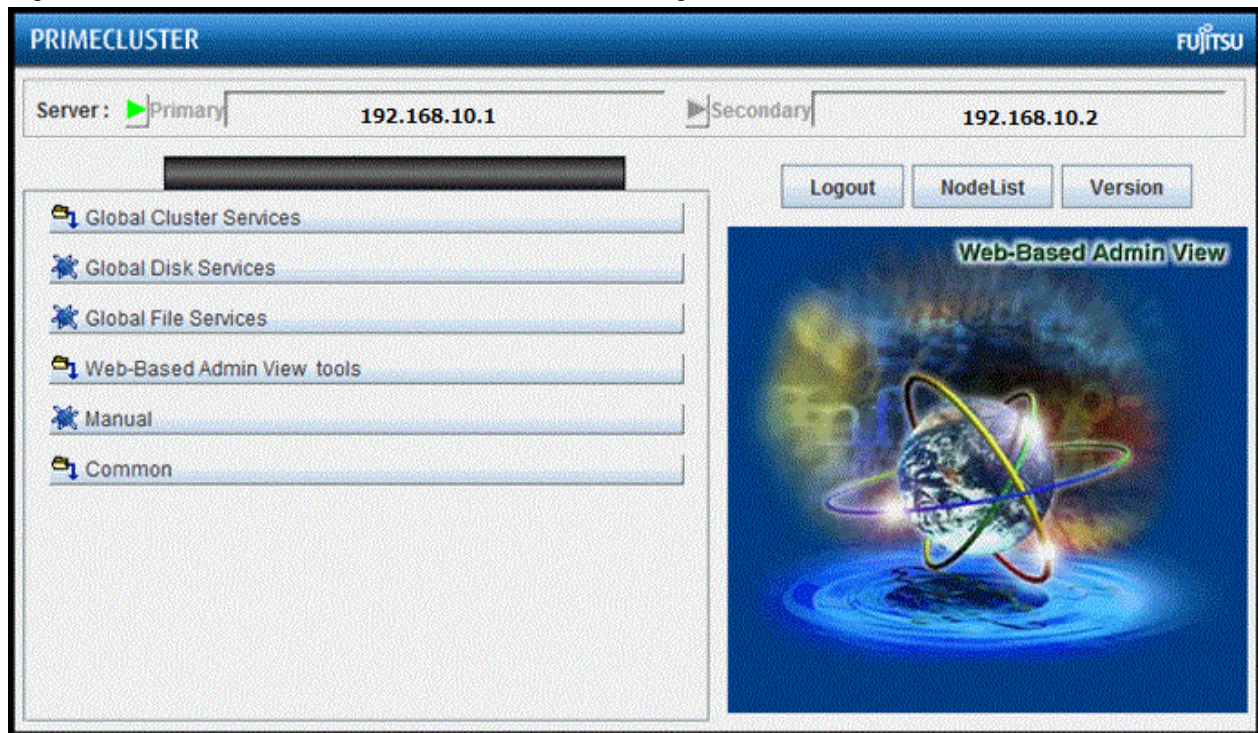 PRIMECLUSTER
FUJITSU
Server : Primary 192.168.10.1 Secondary 192.168.10.2
Logout NodeList Version
Global Cluster Services
Global Disk Services
Global File Services
Web-Based Admin View tools
Manual
Common
Web-Based Admin View